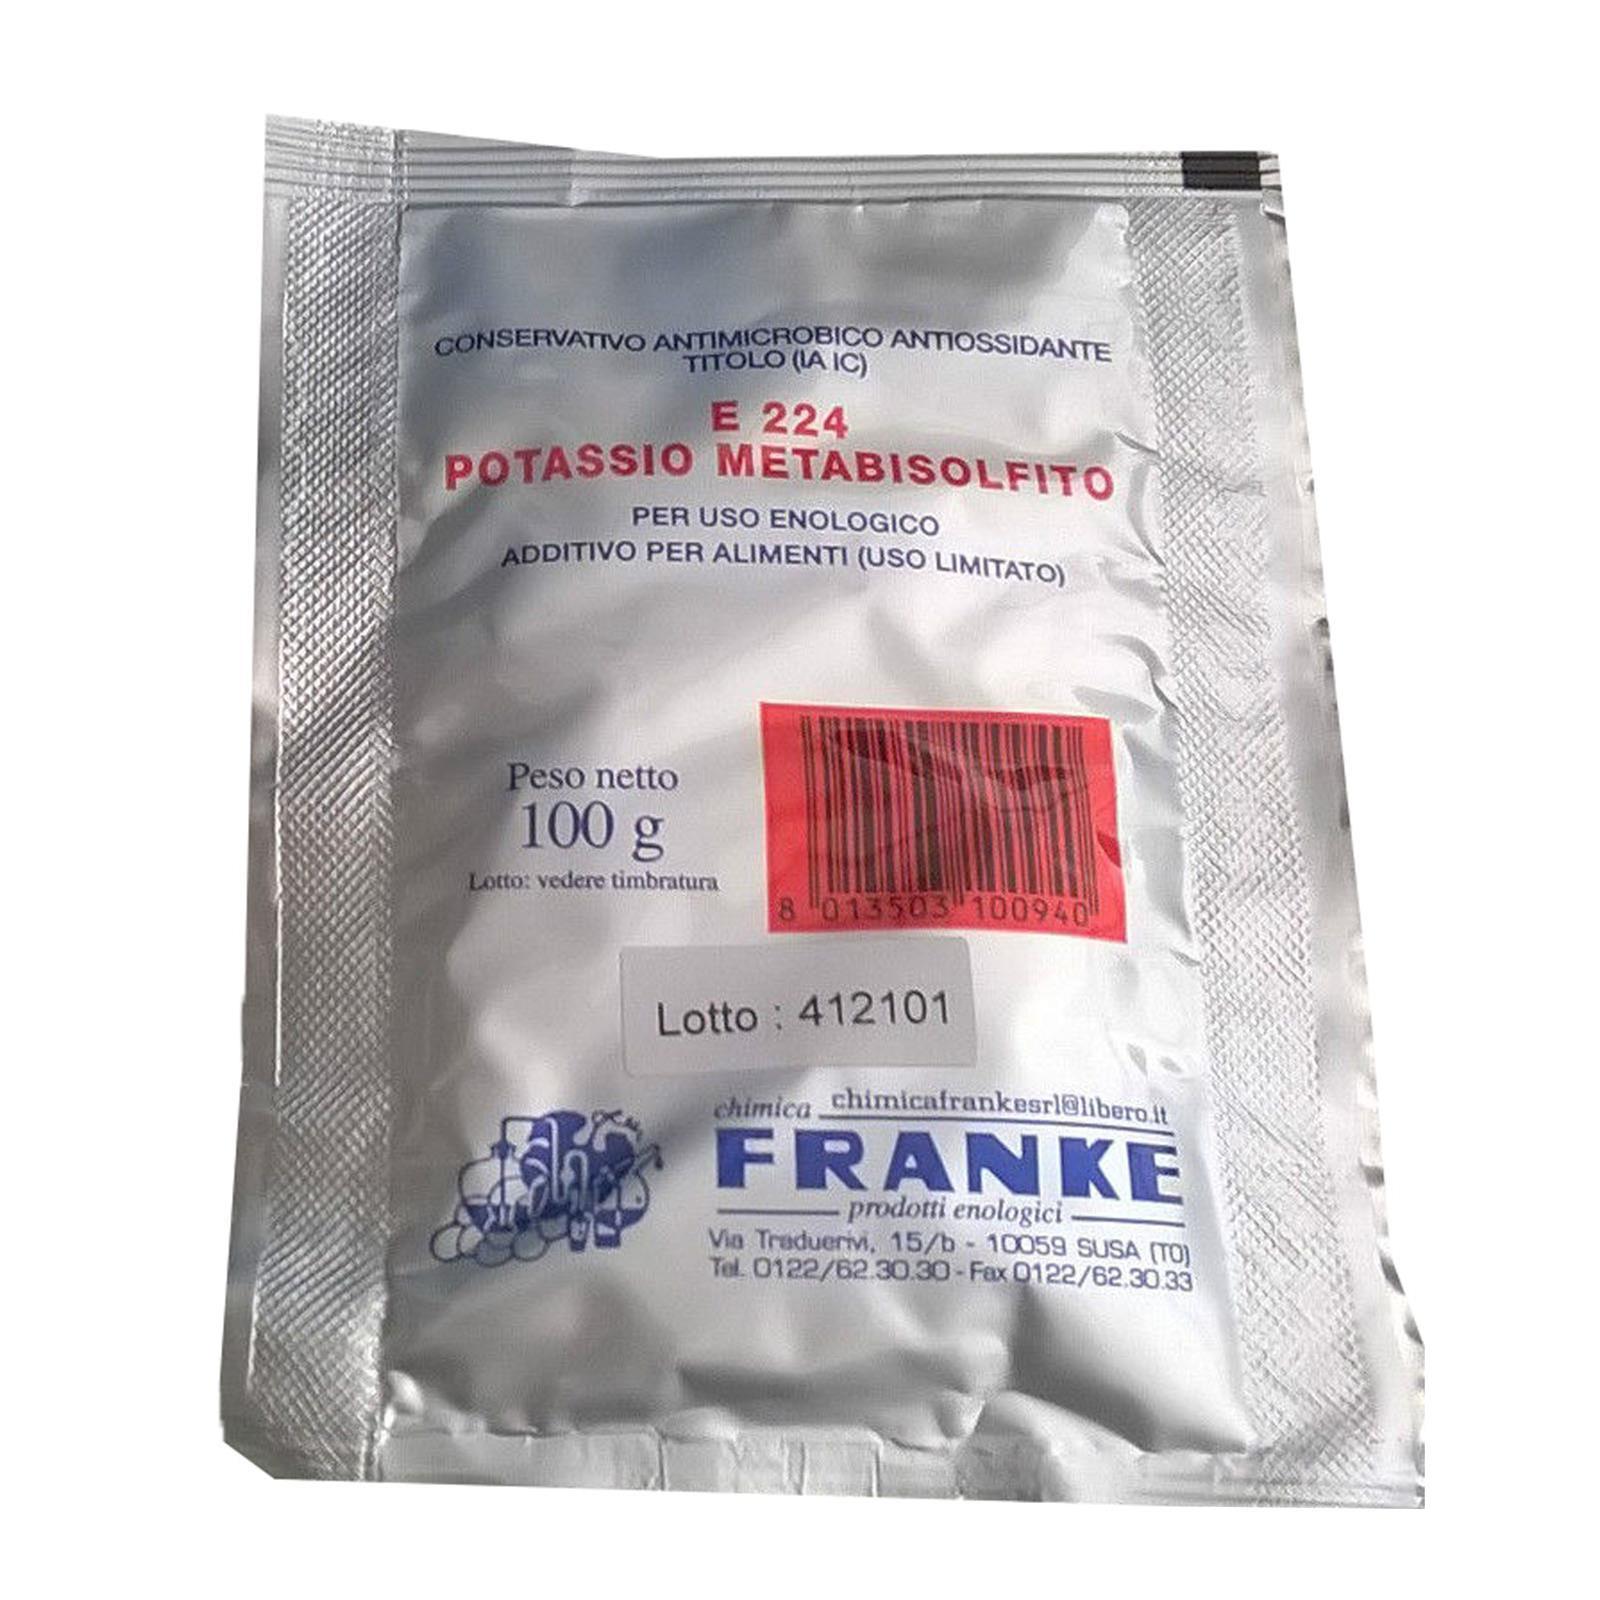 CONSERVATIVO ANTIMICROBICO ANTIOSSIDANTE
TITOLO (IA IC)
E 224
POTASSIO METABISOLFITO
PER USO ENOLOGICO
ADDITIVO PER ALIMENTI (USO LIMITATO)
Peso netto
100 g
Lotto: vedere timbratura
8 013503 100940
Lotto : 412101
chimica chimicafrankesrl@libero.it
FRANKE
prodotti enologici
Via Traduerivi, 15/b - 10059 SUSA (TO)
Tel. 0122/62.30.30 - Fax 0122/62.30.33